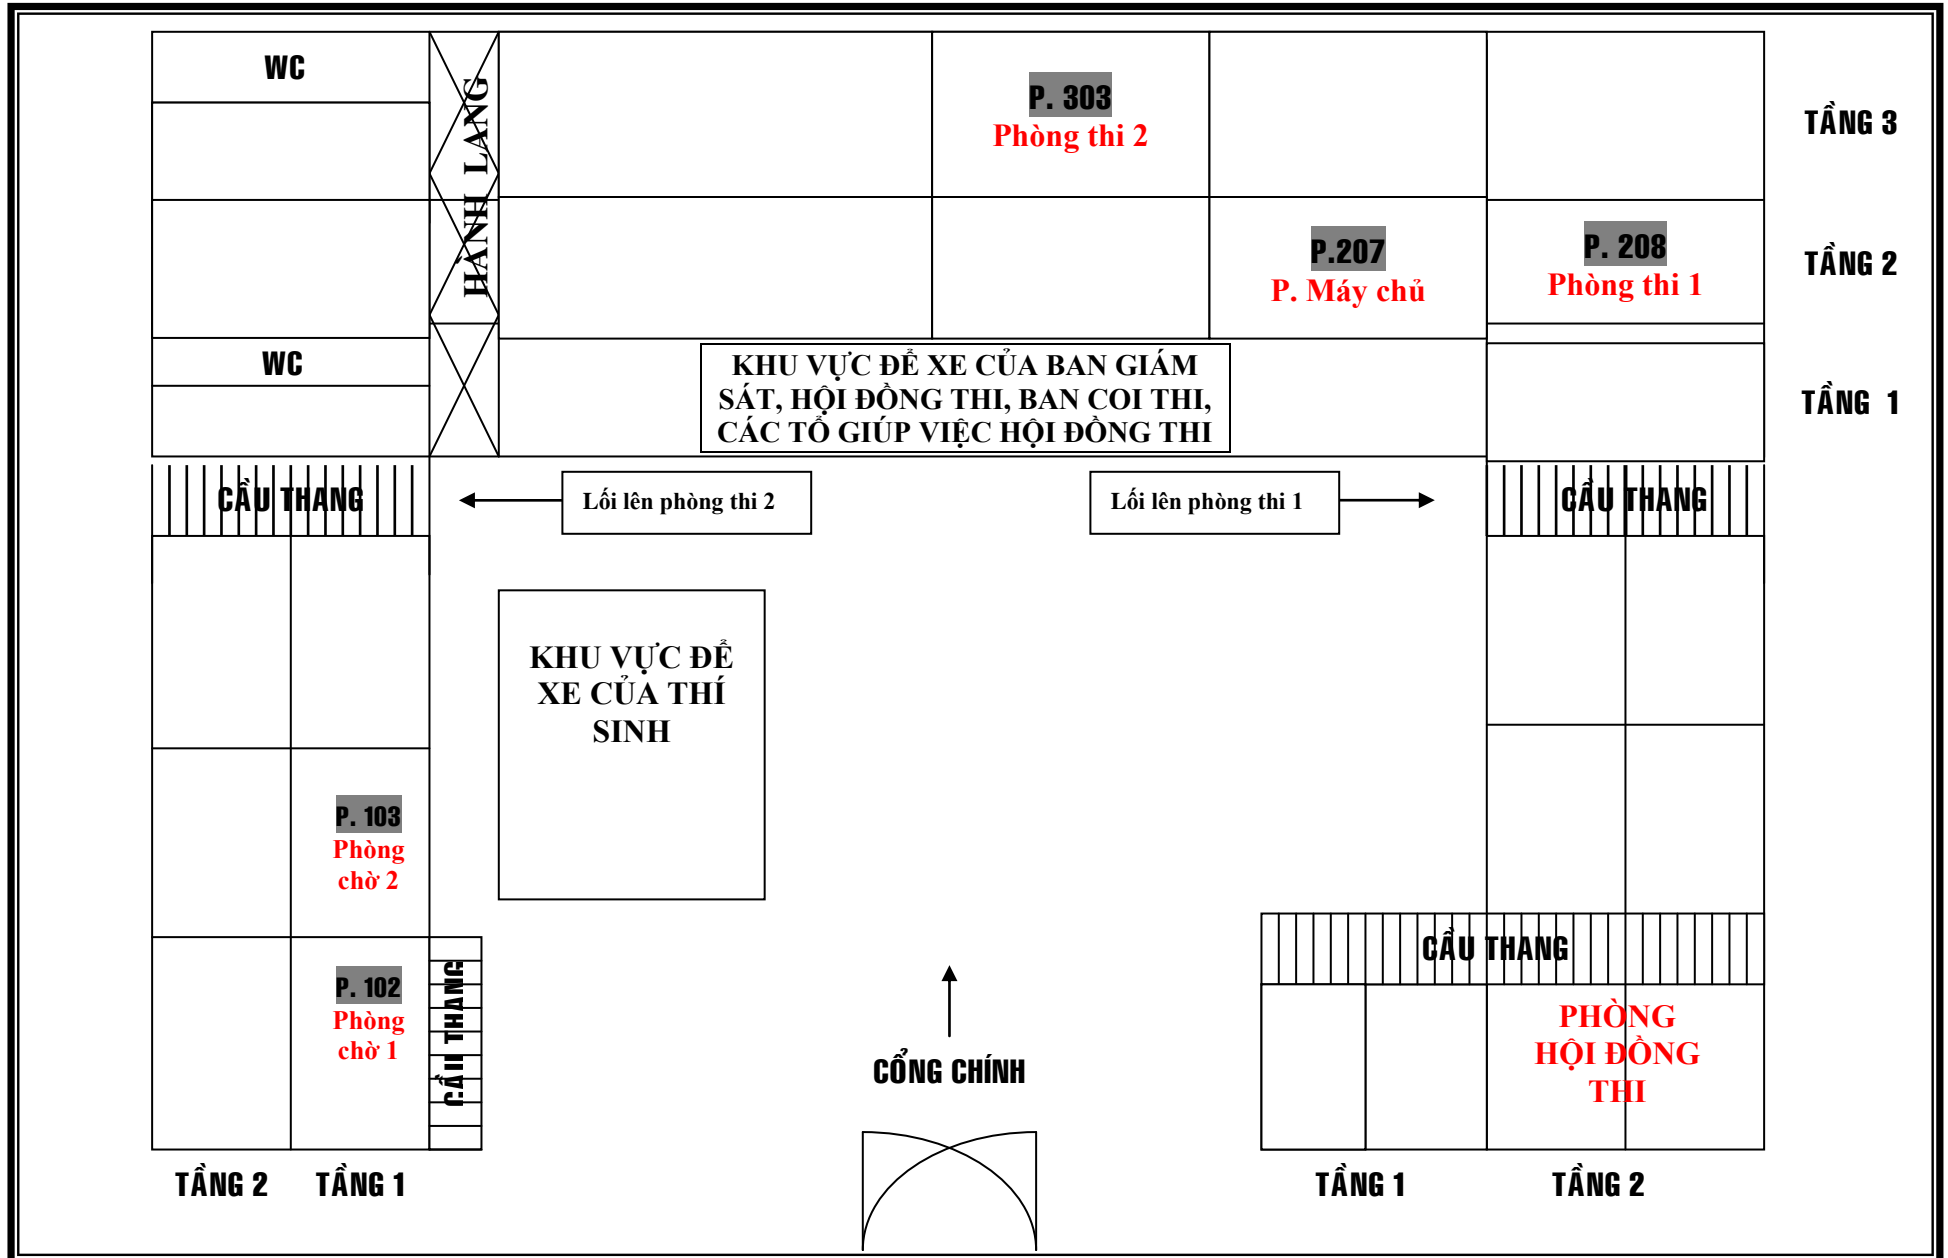 WC
HÀNH LANG
P. 303
Phòng thi 2
TẦNG 3
P.207
P. Máy chủ
P. 208
Phòng thi 1
TẦNG 2
WC
KHU VỰC ĐỂ XE CỦA BAN GIÁM
SÁT, HỘI ĐỒNG THI, BAN COI THI,
CÁC TỔ GIÚP VIỆC HỘI ĐỒNG THI
TẦNG 1
CẦU THANG
Lối lên phòng thi 2
Lối lên phòng thi 1
CẦU THANG
KHU VỰC ĐỂ
XE CỦA THÍ
SINH
P. 103
Phòng
chờ 2
P. 102
Phòng
chờ 1
CẦU THANG
CẦU THANG
PHÒNG
HỘI ĐỒNG
THI
CỔNG CHÍNH
TẦNG 2
TẦNG 1
TẦNG 1
TẦNG 2